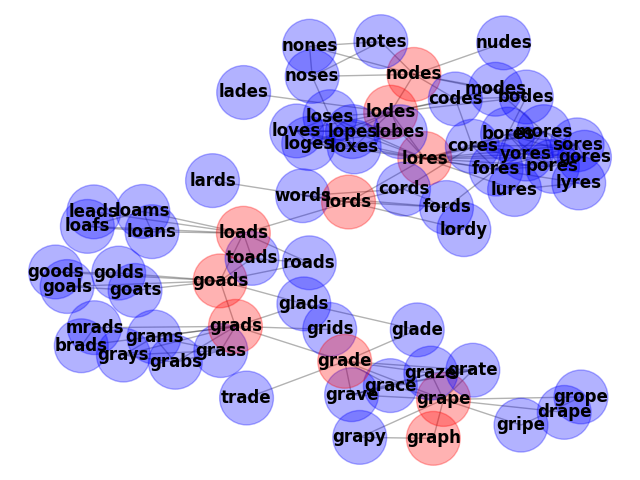 nones
notes
nudes
noses
nodes
lades
modes
codes
bodes
lodes
loses
loves
lopes
lobes
loges
loxes
bores
mores
cores
sores
yores
gores
lores
fores
pores
lards
words
cords
lures
lyres
lords
fords
leads
loams
loafs
loans
loads
lordy
toads
roads
goods
golds
goals
goats
goads
glads
mrads
grads
grids
glade
brads
grams
grays
grabs
grass
grade
graze
grate
grace
trade
grave
grape
grope
drape
gripe
grapy
graph